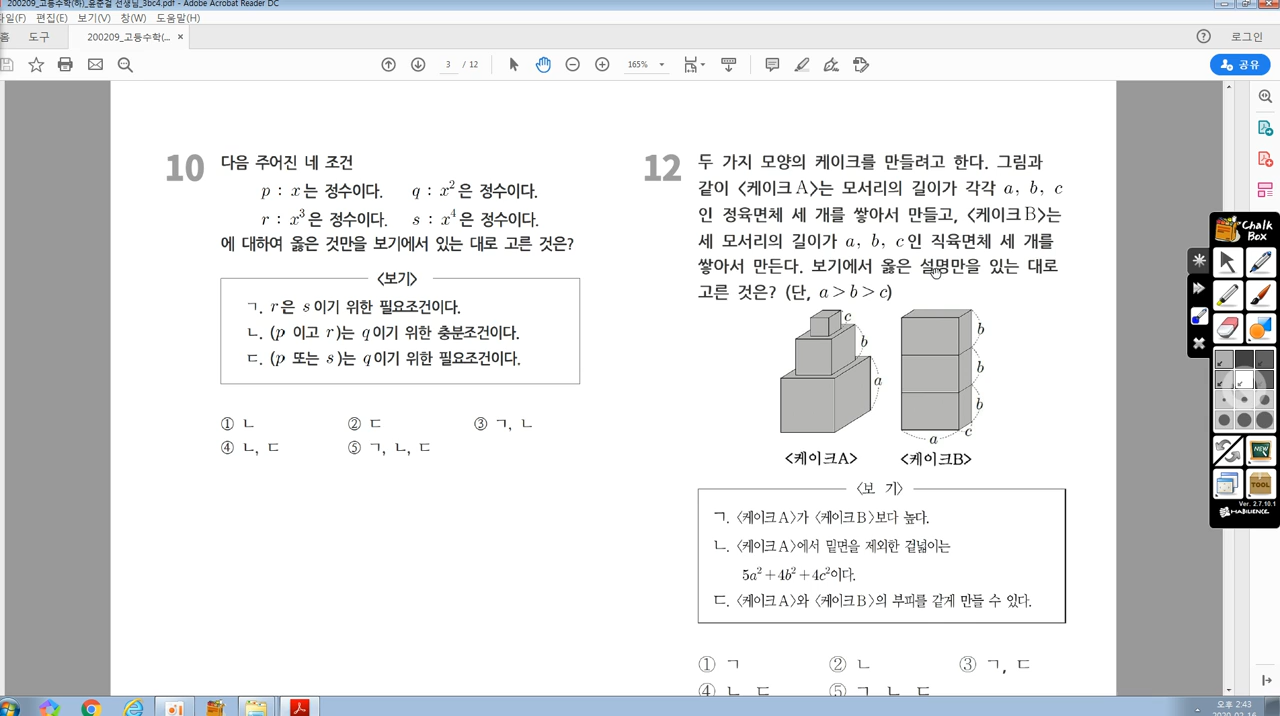 200209_고등수학(하)_윤준걸 선생님_3bc4.pdf - Adobe Acrobat Reader DC
파일(F) 편집(E) 보기(V) 창(W) 도움말(H)
홈 도구 200209_고등수학(... × 로그인
3 / 12 165% 공유
10 다음 주어진 네 조건
p : x는 정수이다. q : x²은 정수이다.
r : x³은 정수이다. s : x⁴은 정수이다.
에 대하여 옳은 것만을 보기에서 있는 대로 고른 것은?
<보기>
ㄱ. r은 s이기 위한 필요조건이다.
ㄴ. (p 이고 r)는 q이기 위한 충분조건이다.
ㄷ. (p 또는 s)는 q이기 위한 필요조건이다.
① ㄴ ② ㄷ ③ ㄱ, ㄴ
④ ㄴ, ㄷ ⑤ ㄱ, ㄴ, ㄷ
12 두 가지 모양의 케이크를 만들려고 한다. 그림과
같이 <케이크A>는 모서리의 길이가 각각 a, b, c
인 정육면체 세 개를 쌓아서 만들고, <케이크B>는
세 모서리의 길이가 a, b, c인 직육면체 세 개를
쌓아서 만든다. 보기에서 옳은 설명만을 있는 대로
고른 것은? (단, a > b > c)
c
b
a
b
b
b
a c
<케이크A> <케이크B>
<보 기>
ㄱ. <케이크A>가 <케이크B>보다 높다.
ㄴ. <케이크A>에서 밑면을 제외한 겉넓이는
5a²+4b²+4c²이다.
ㄷ. <케이크A>와 <케이크B>의 부피를 같게 만들 수 있다.
① ㄱ ② ㄴ ③ ㄱ, ㄷ
④ ㄴ, ㄷ ⑤ ㄱ, ㄴ, ㄷ
Chalk Box
NEW
TOOL
Ver. 2.7.10.1
HABILIENCE
오후 2:43
2020-02-16